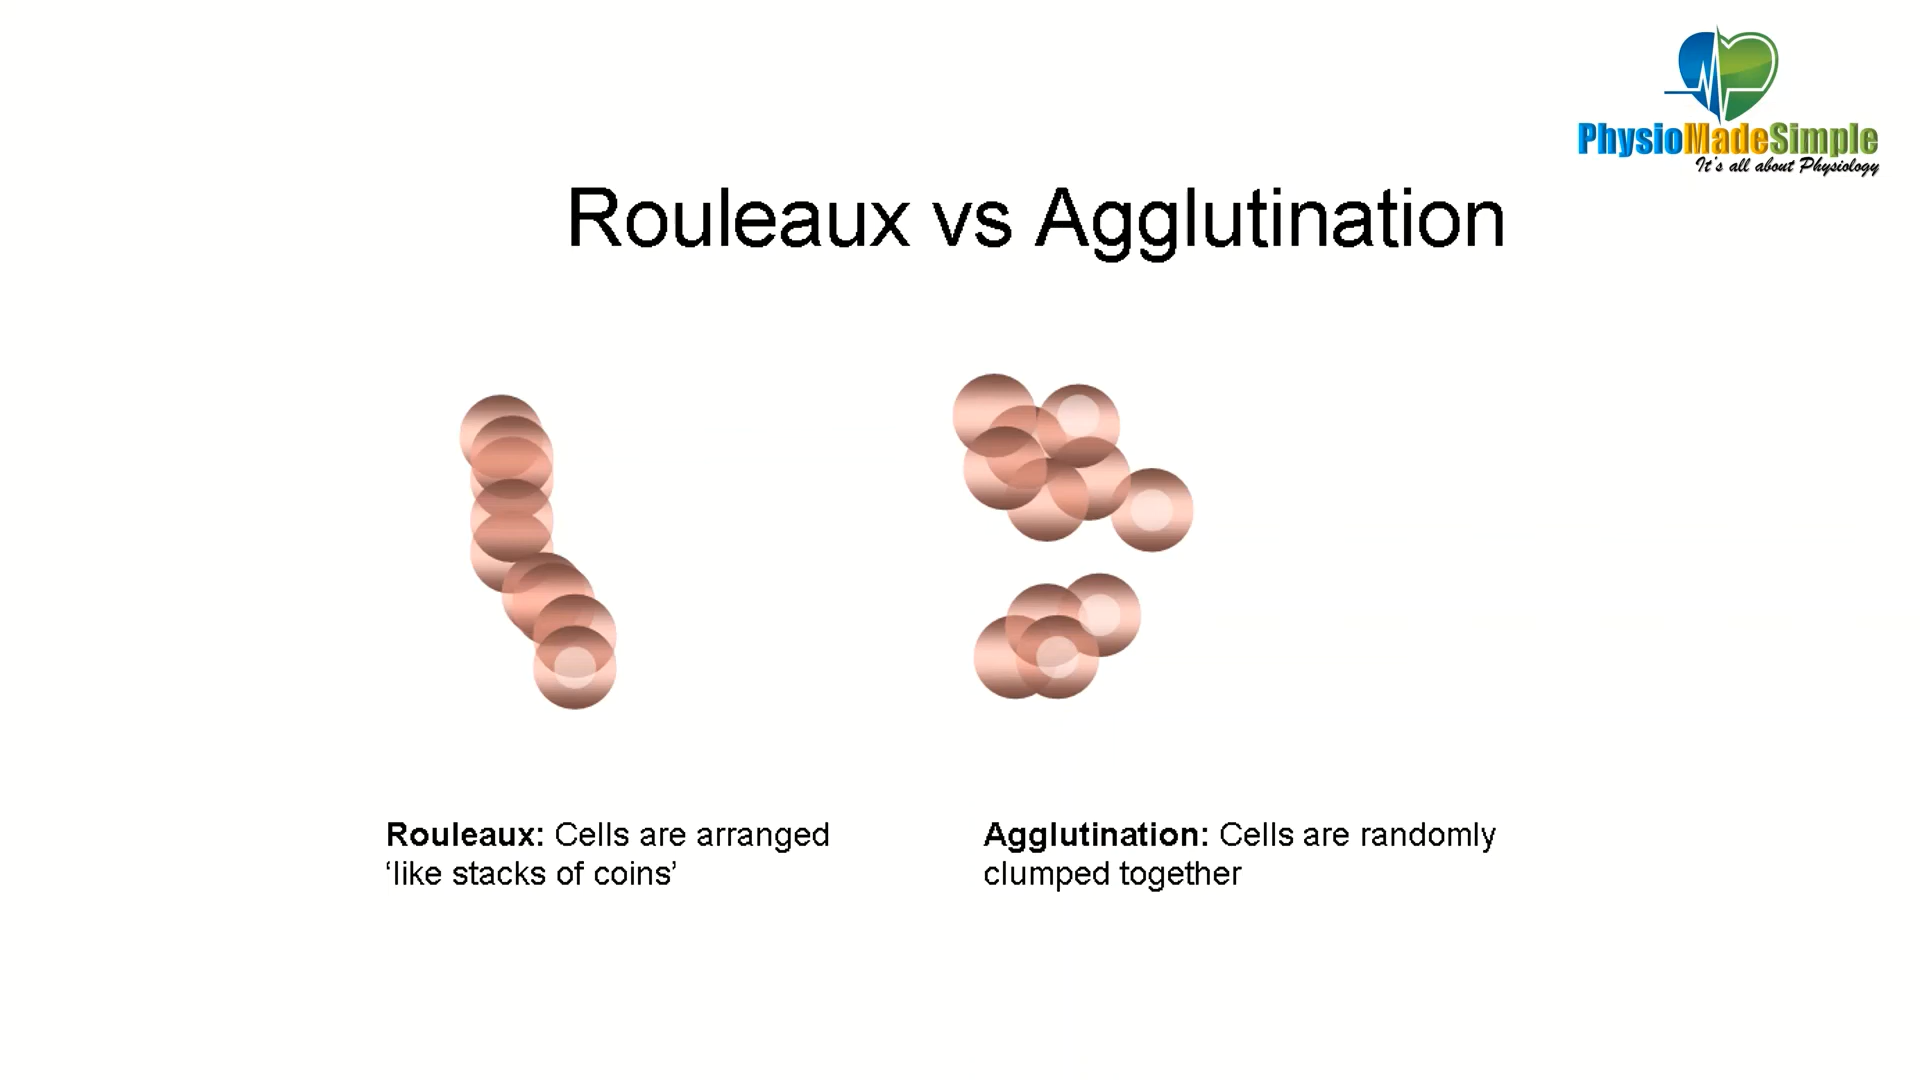 PhysioMadeSimple
It's all about Physiology
Rouleaux vs Agglutination
Rouleaux: Cells are arranged
‘like stacks of coins’
Agglutination: Cells are randomly
clumped together